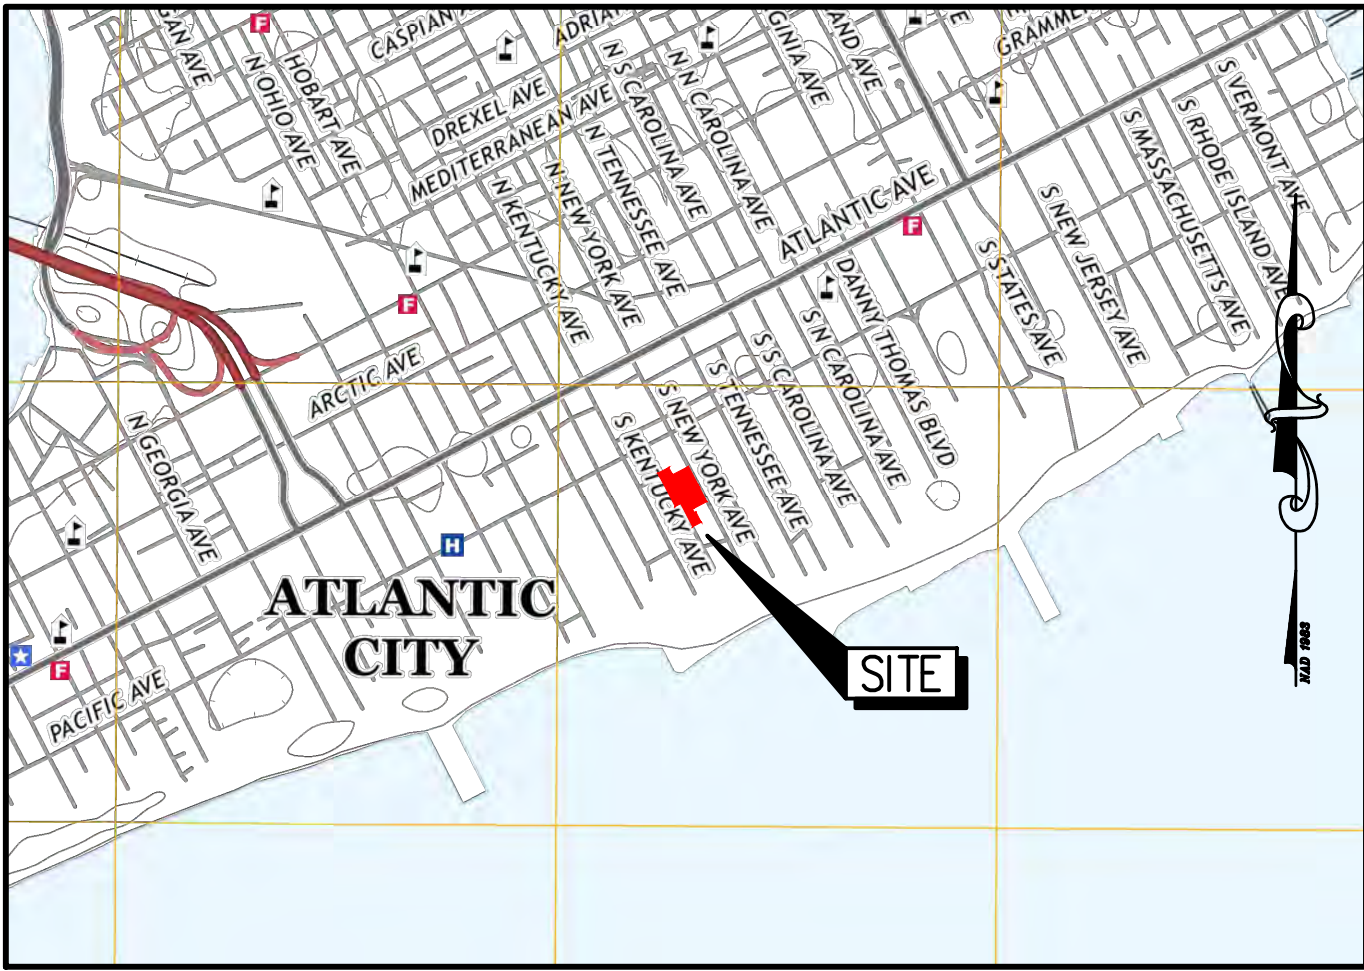 F
CASPIAN
ADRIA
GINIA AVE
AND AVE
GRAMME
GAN AVE
N OHIO AVE
HOBART AVE
DREXEL AVE
MEDITERRANEAN AVE
N S CAROLINA AVE
N N CAROLINA AVE
N TENNESSEE AVE
N NEW YORK AVE
N KENTUCKY AVE
ATLANTIC AVE
F
S VERMONT AVE
S RHODE ISLAND AVE
S MASSACHUSETTS AVE
S NEW JERSEY AVE
S STATES AVE
DANNY THOMAS BLVD
S N CAROLINA AVE
S S CAROLINA AVE
S TENNESSEE AVE
S NEW YORK AVE
S KENTUCKY AVE
F
ARCTIC AVE
N GEORGIA AVE
H
ATLANTIC
CITY
SITE
F
PACIFIC AVE
NAD 1983